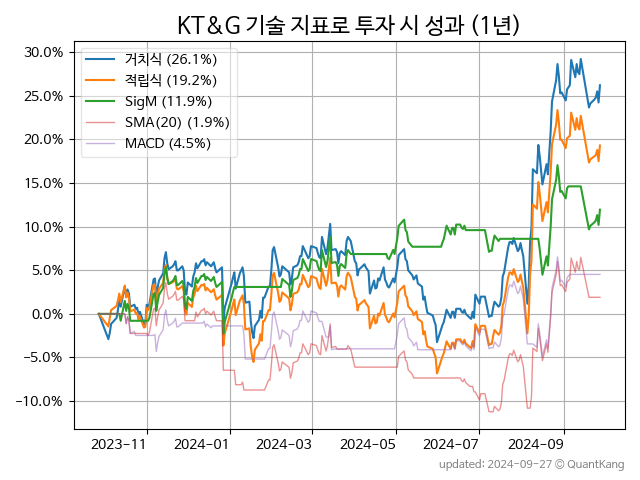 KT&G 기술 지표로 투자 시 성과 (1년)
30.0%
25.0%
20.0%
15.0%
10.0%
5.0%
0.0%
−5.0%
−10.0%
거치식 (26.1%)
적립식 (19.2%)
SigM (11.9%)
SMA(20) (1.9%)
MACD (4.5%)
2023-11 2024-01 2024-03 2024-05 2024-07 2024-09
updated: 2024-09-27 © QuantKang